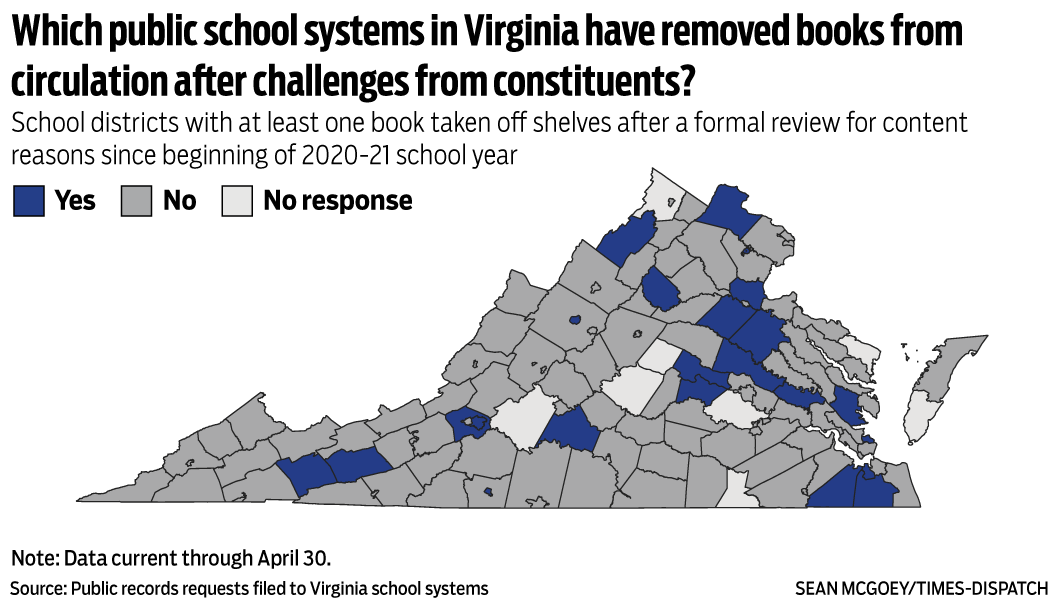 Which public school systems in Virginia have removed books from
circulation after challenges from constituents?
School districts with at least one book taken off shelves after a formal review for content
reasons since beginning of 2020-21 school year
Yes No No response
Note: Data current through April 30.
Source: Public records requests filed to Virginia school systems SEAN MCGOEY/TIMES-DISPATCH